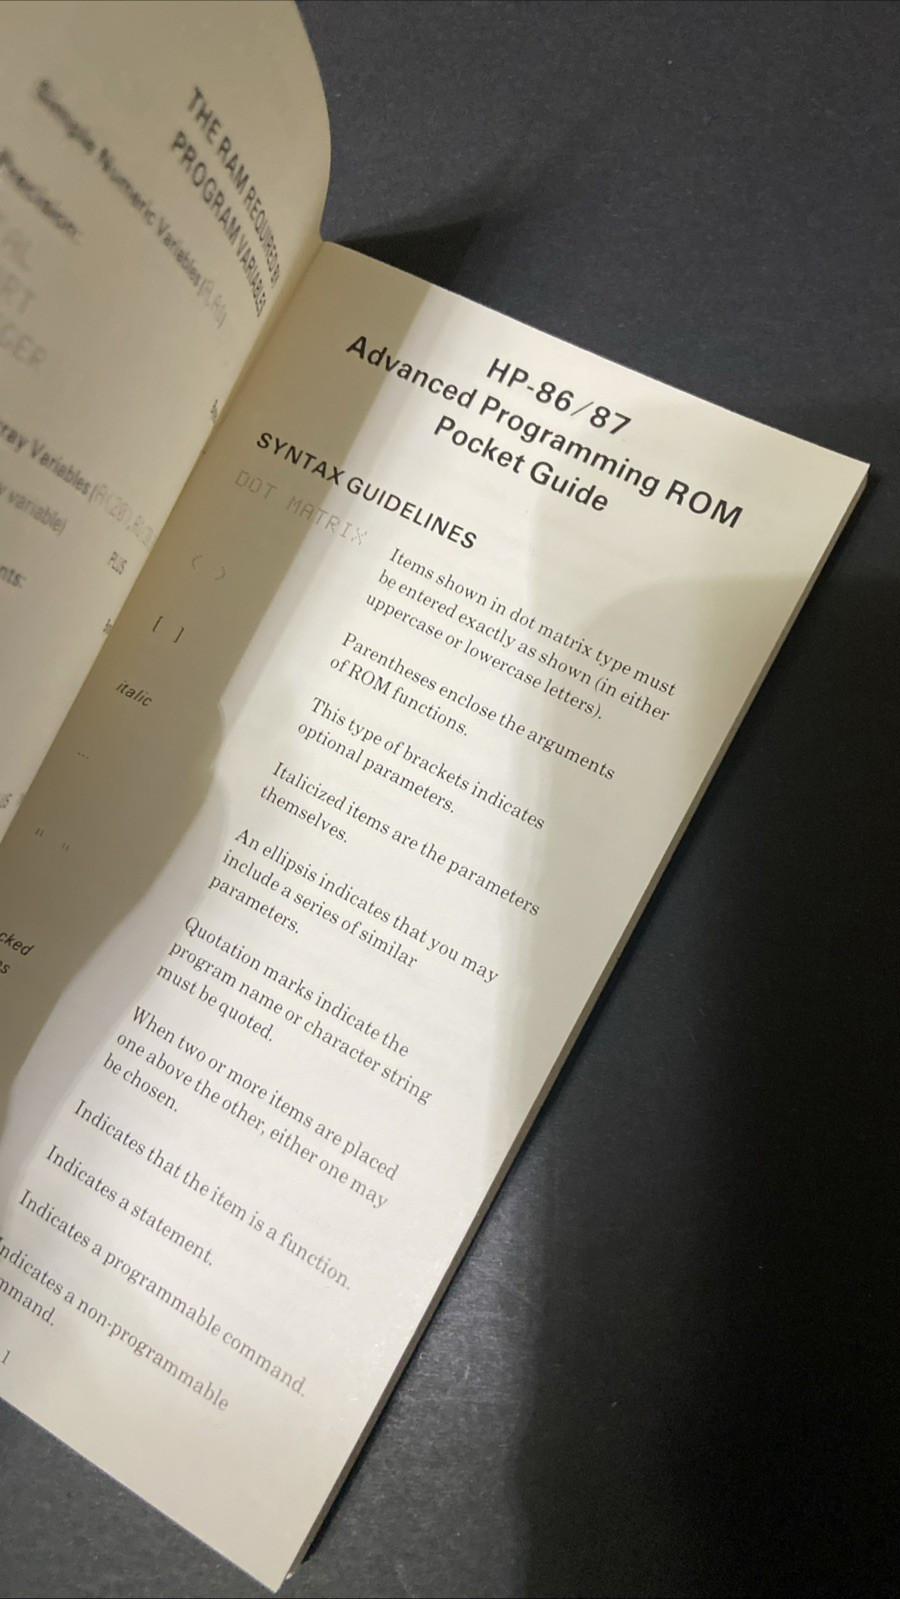 THE RAM REQUIRED BY
PROGRAM VARIABLES
Simple Numeric Variables
Precision:
Array Variables
variable)
PLUS
HP-86/87
Advanced Programming ROM
Pocket Guide
SYNTAX GUIDELINES
DOT MATRIX
Items shown in dot matrix type must
be entered exactly as shown (in either
uppercase or lowercase letters).
( )
Parentheses enclose the arguments
of ROM functions.
[ ]
This type of brackets indicates
optional parameters.
italic
Italicized items are the parameters
themselves.
...
An ellipsis indicates that you may
include a series of similar
parameters.
" "
Quotation marks indicate the
program name or character string
must be quoted.
When two or more items are placed
one above the other, either one may
be chosen.
Indicates that the item is a function.
Indicates a statement.
Indicates a programmable command.
Indicates a non-programmable
command.
1